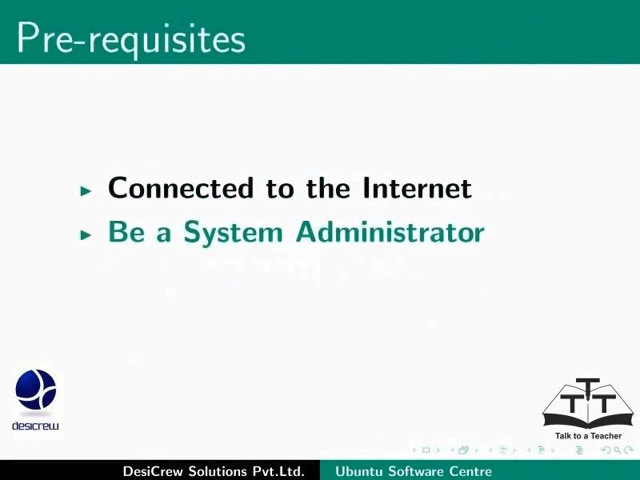 Pre-requisites
Connected to the Internet
Be a System Administrator
desicrew
T
T T
Talk to a Teacher
DesiCrew Solutions Pvt.Ltd.
Ubuntu Software Centre